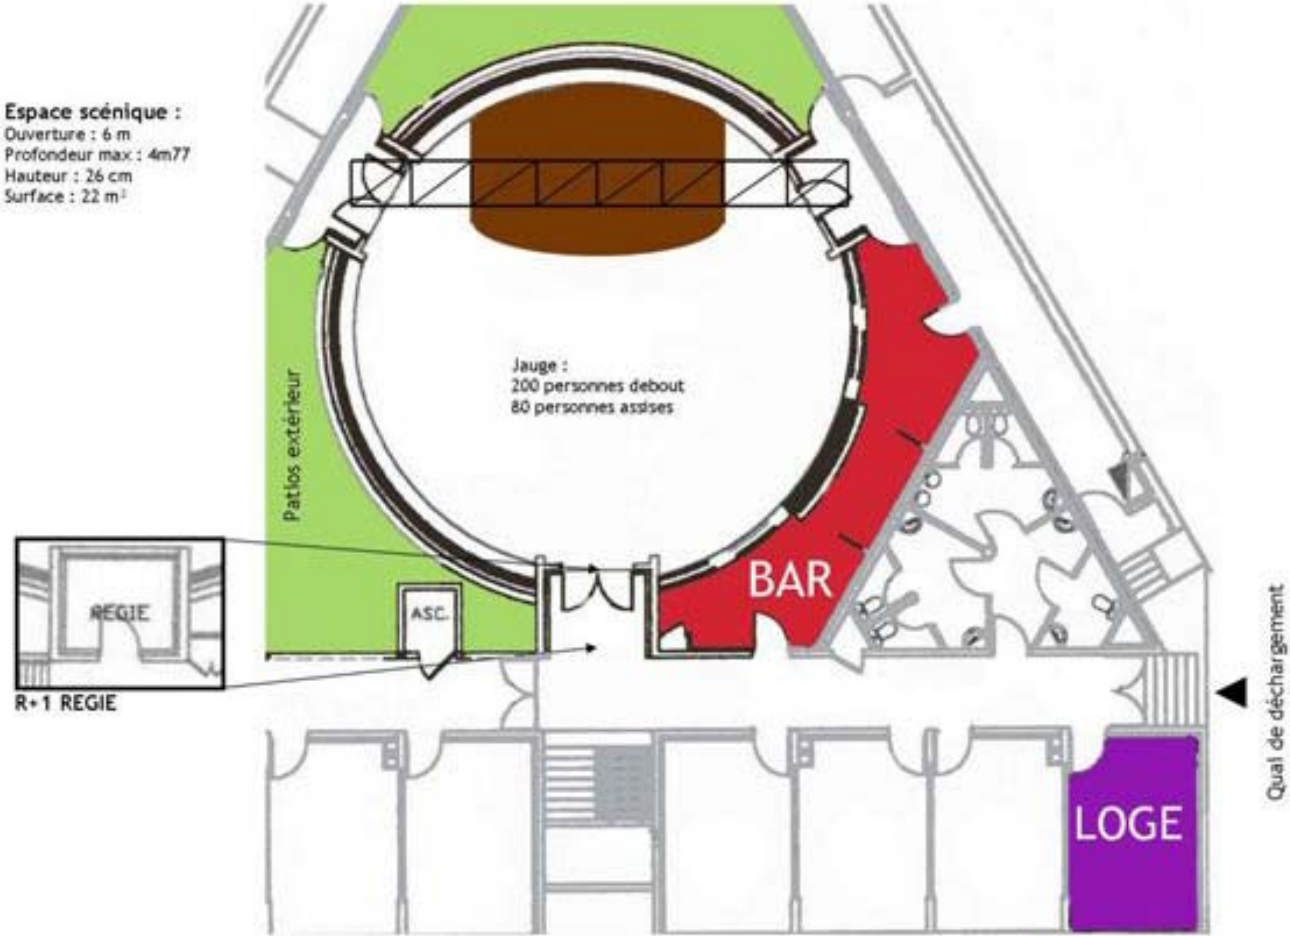 Espace scénique :
Ouverture : 6 m
Profondeur max : 4m77
Hauteur : 26 cm
Surface : 22 m²
Jauge :
200 personnes debout
80 personnes assises
Patios extérieur
BAR
REGIE
ASC.
R+1 REGIE
LOGE
Quai de déchargement